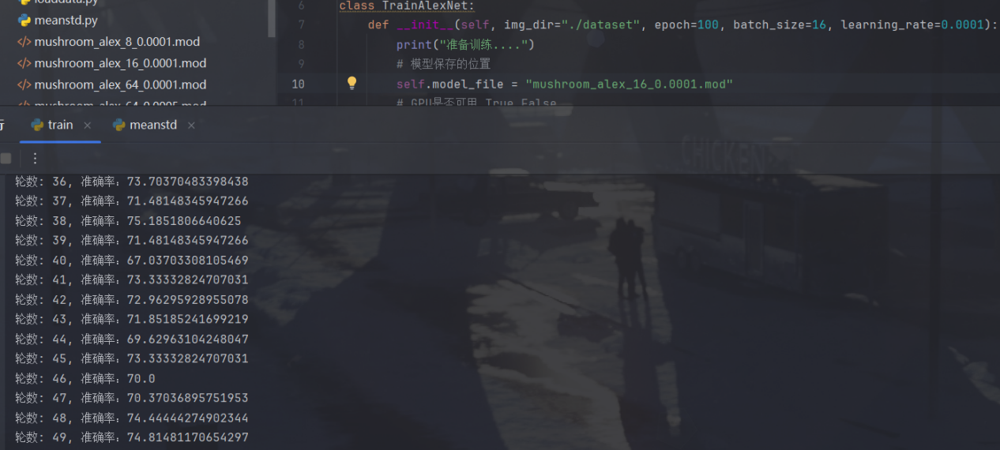 loaddata.py
meanstd.py
</> mushroom_alex_8_0.0001.mod
</> mushroom_alex_16_0.0001.mod
</> mushroom_alex_64_0.0001.mod
</> mushroom_alex_64_0.0005.mod
6 class TrainAlexNet:
7 def __init__(self, img_dir="./dataset", epoch=100, batch_size=16, learning_rate=0.0001):
8 print("准备训练....")
9 # 模型保存的位置
10 self.model_file = "mushroom_alex_16_0.0001.mod"
11 # GPU是否可用 True False
行 train × meanstd ×
CHICKEN
轮数: 36, 准确率：73.70370483398438
轮数: 37, 准确率：71.48148345947266
轮数: 38, 准确率：75.1851806640625
轮数: 39, 准确率：71.48148345947266
轮数: 40, 准确率：67.03703308105469
轮数: 41, 准确率：73.33332824707031
轮数: 42, 准确率：72.96295928955078
轮数: 43, 准确率：71.85185241699219
轮数: 44, 准确率：69.62963104248047
轮数: 45, 准确率：73.33332824707031
轮数: 46, 准确率：70.0
轮数: 47, 准确率：70.37036895751953
轮数: 48, 准确率：74.44444274902344
轮数: 49, 准确率：74.81481170654297